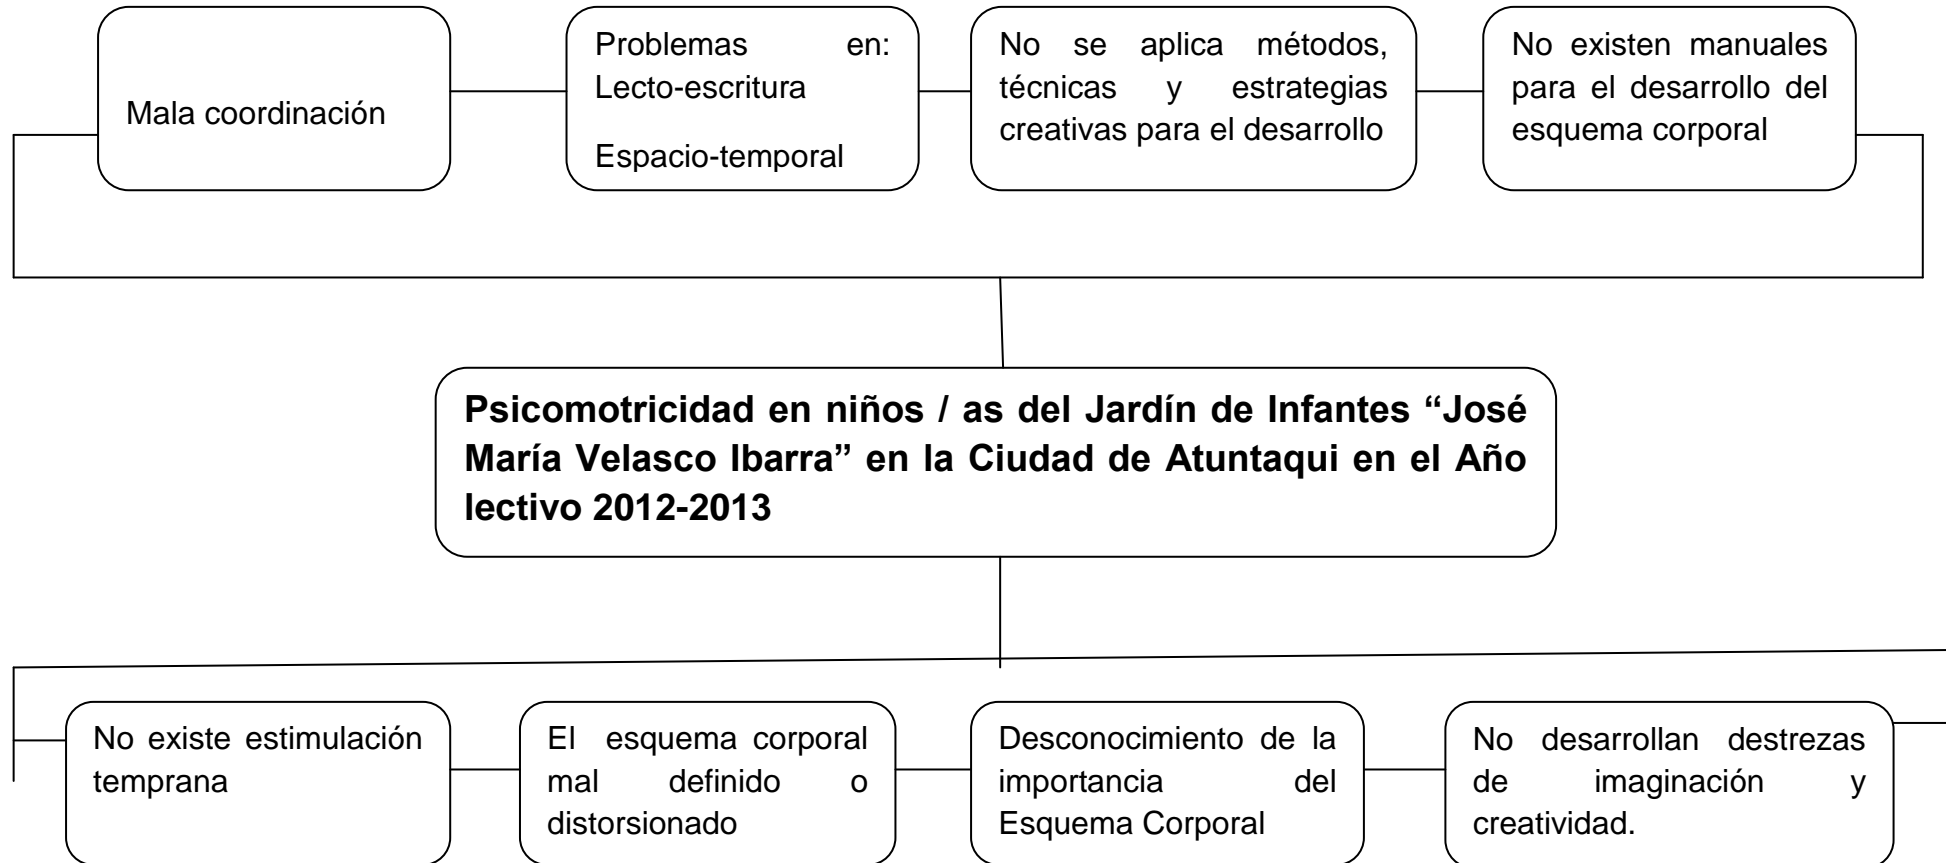 Mala coordinación
Problemas en:
Lecto-escritura
Espacio-temporal
No se aplica métodos,
técnicas y estrategias
creativas para el desarrollo
No existen manuales
para el desarrollo del
esquema corporal
Psicomotricidad en niños / as del Jardín de Infantes “José
María Velasco Ibarra” en la Ciudad de Atuntaqui en el Año
lectivo 2012-2013
No existe estimulación
temprana
El esquema corporal
mal definido o
distorsionado
Desconocimiento de la
importancia del
Esquema Corporal
No desarrollan destrezas
de imaginación y
creatividad.